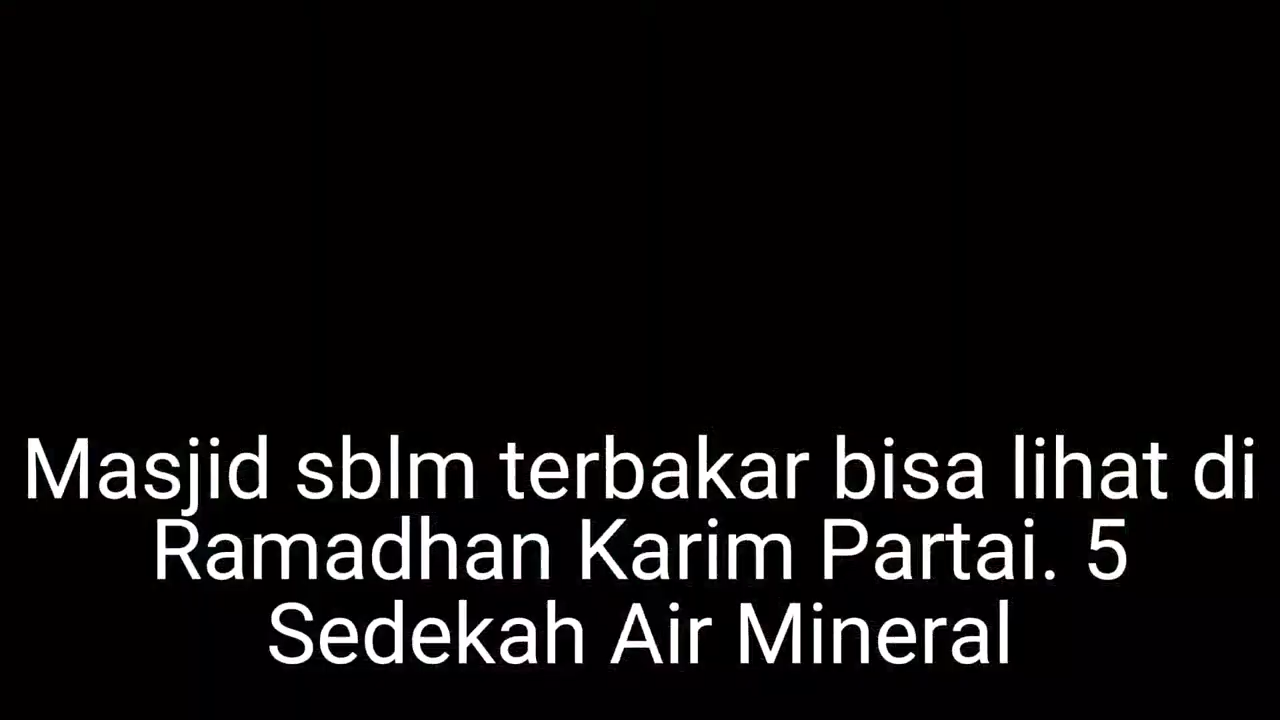 Masjid sblm terbakar bisa lihat di
Ramadhan Karim Partai. 5
Sedekah Air Mineral